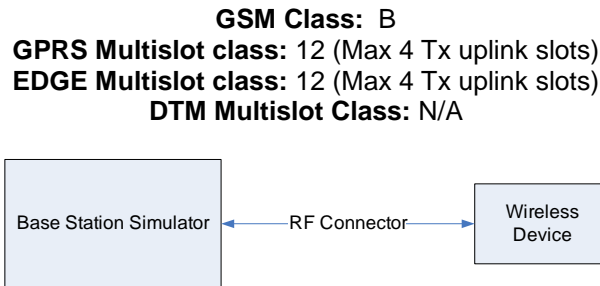 GSM Class: B
GPRS Multislot class: 12 (Max 4 Tx uplink slots)
EDGE Multislot class: 12 (Max 4 Tx uplink slots)
DTM Multislot Class: N/A
Base Station Simulator
RF Connector
Wireless
Device